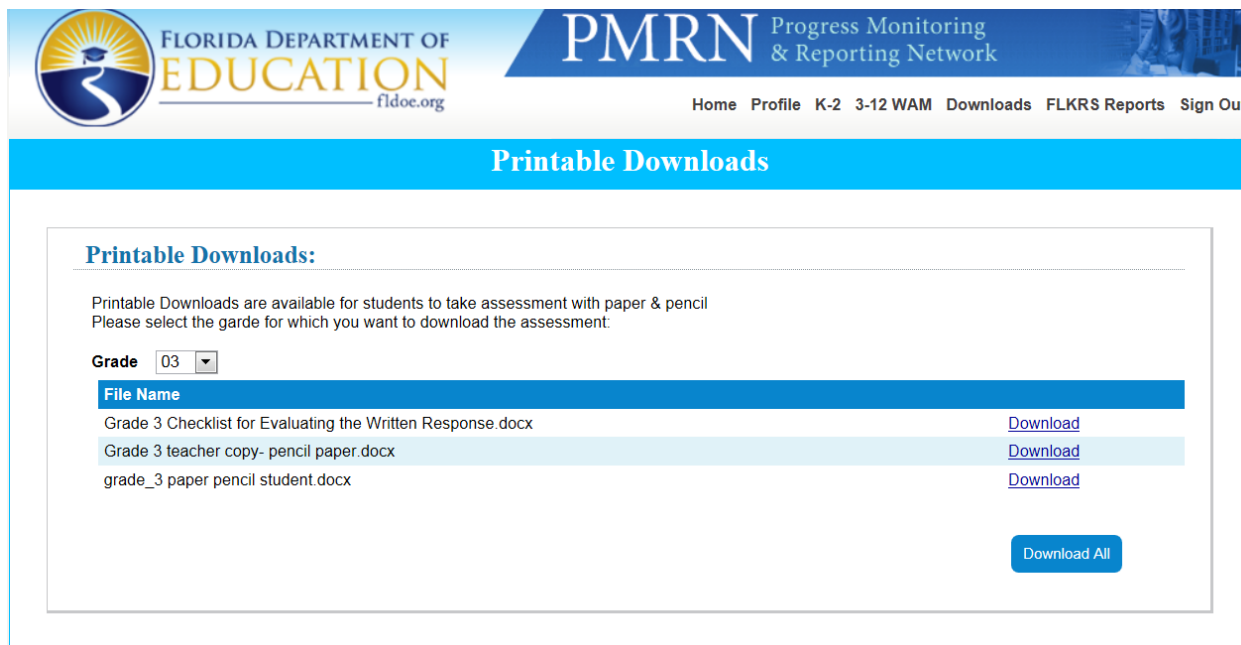 FLORIDA DEPARTMENT OF
EDUCATION
fldoe.org
PMRN Progress Monitoring
& Reporting Network
Home Profile K-2 3-12 WAM Downloads FLKRS Reports Sign Ou
Printable Downloads
Printable Downloads:
Printable Downloads are available for students to take assessment with paper & pencil
Please select the garde for which you want to download the assessment:
Grade 03
File Name
Grade 3 Checklist for Evaluating the Written Response.docx Download
Grade 3 teacher copy- pencil paper.docx Download
grade_3 paper pencil student.docx Download
Download All